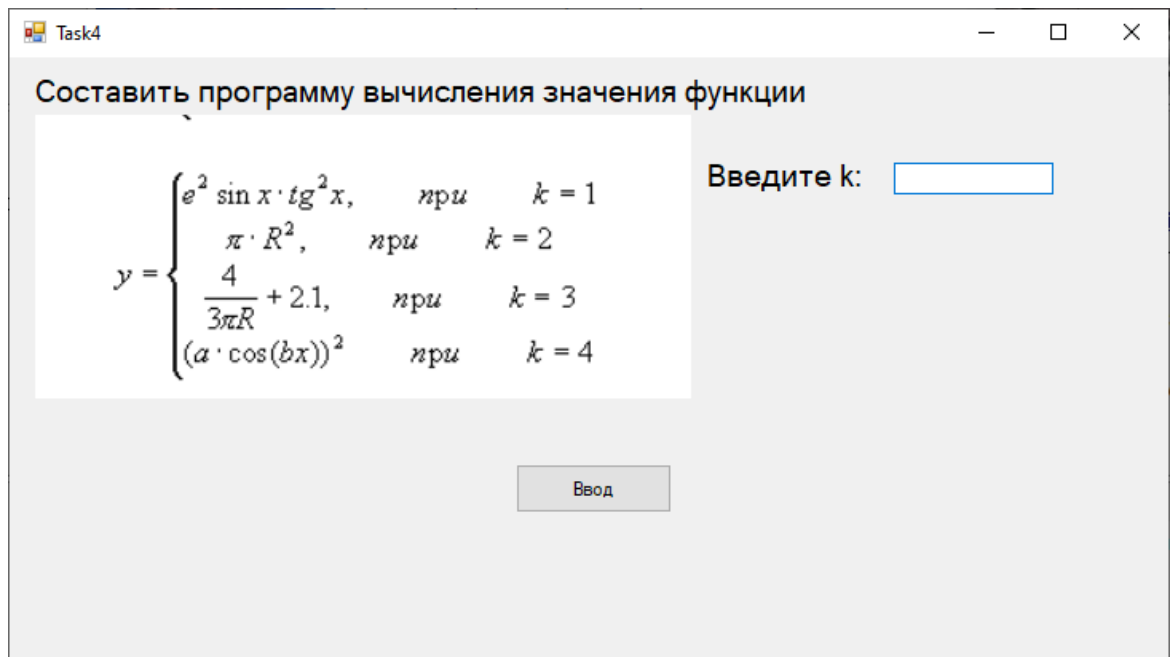 Task4
Составить программу вычисления значения функции
Введите k:
y = { e² sin x · tg²x, при k = 1
π · R², при k = 2
4/(3πR) + 2.1, при k = 3
(a · cos(bx))² при k = 4
Ввод